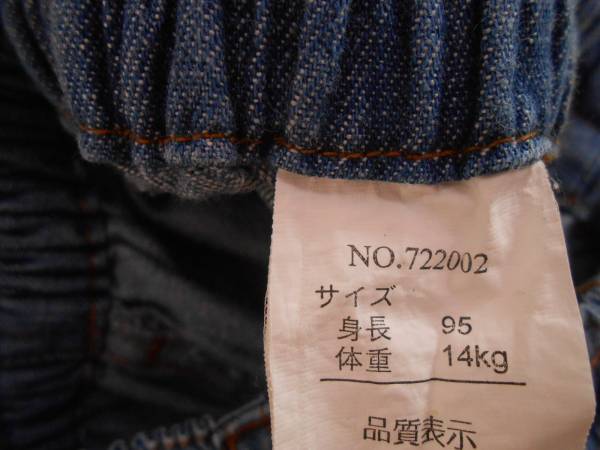 NO.722002
サイズ
身長 95
体重 14kg
品質表示